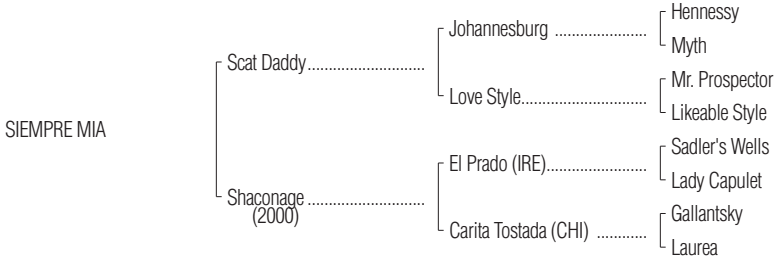 Hennessy
Johannesburg ....................
Myth
Scat Daddy..........................
Mr. Prospector
Love Style...........................
Likeable Style
SIEMPRE MIA
Sadler's Wells
El Prado (IRE)......................
Lady Capulet
Shaconage ..........................
(2000)
Gallantsky
Carita Tostada (CHI) ...........
Laurea